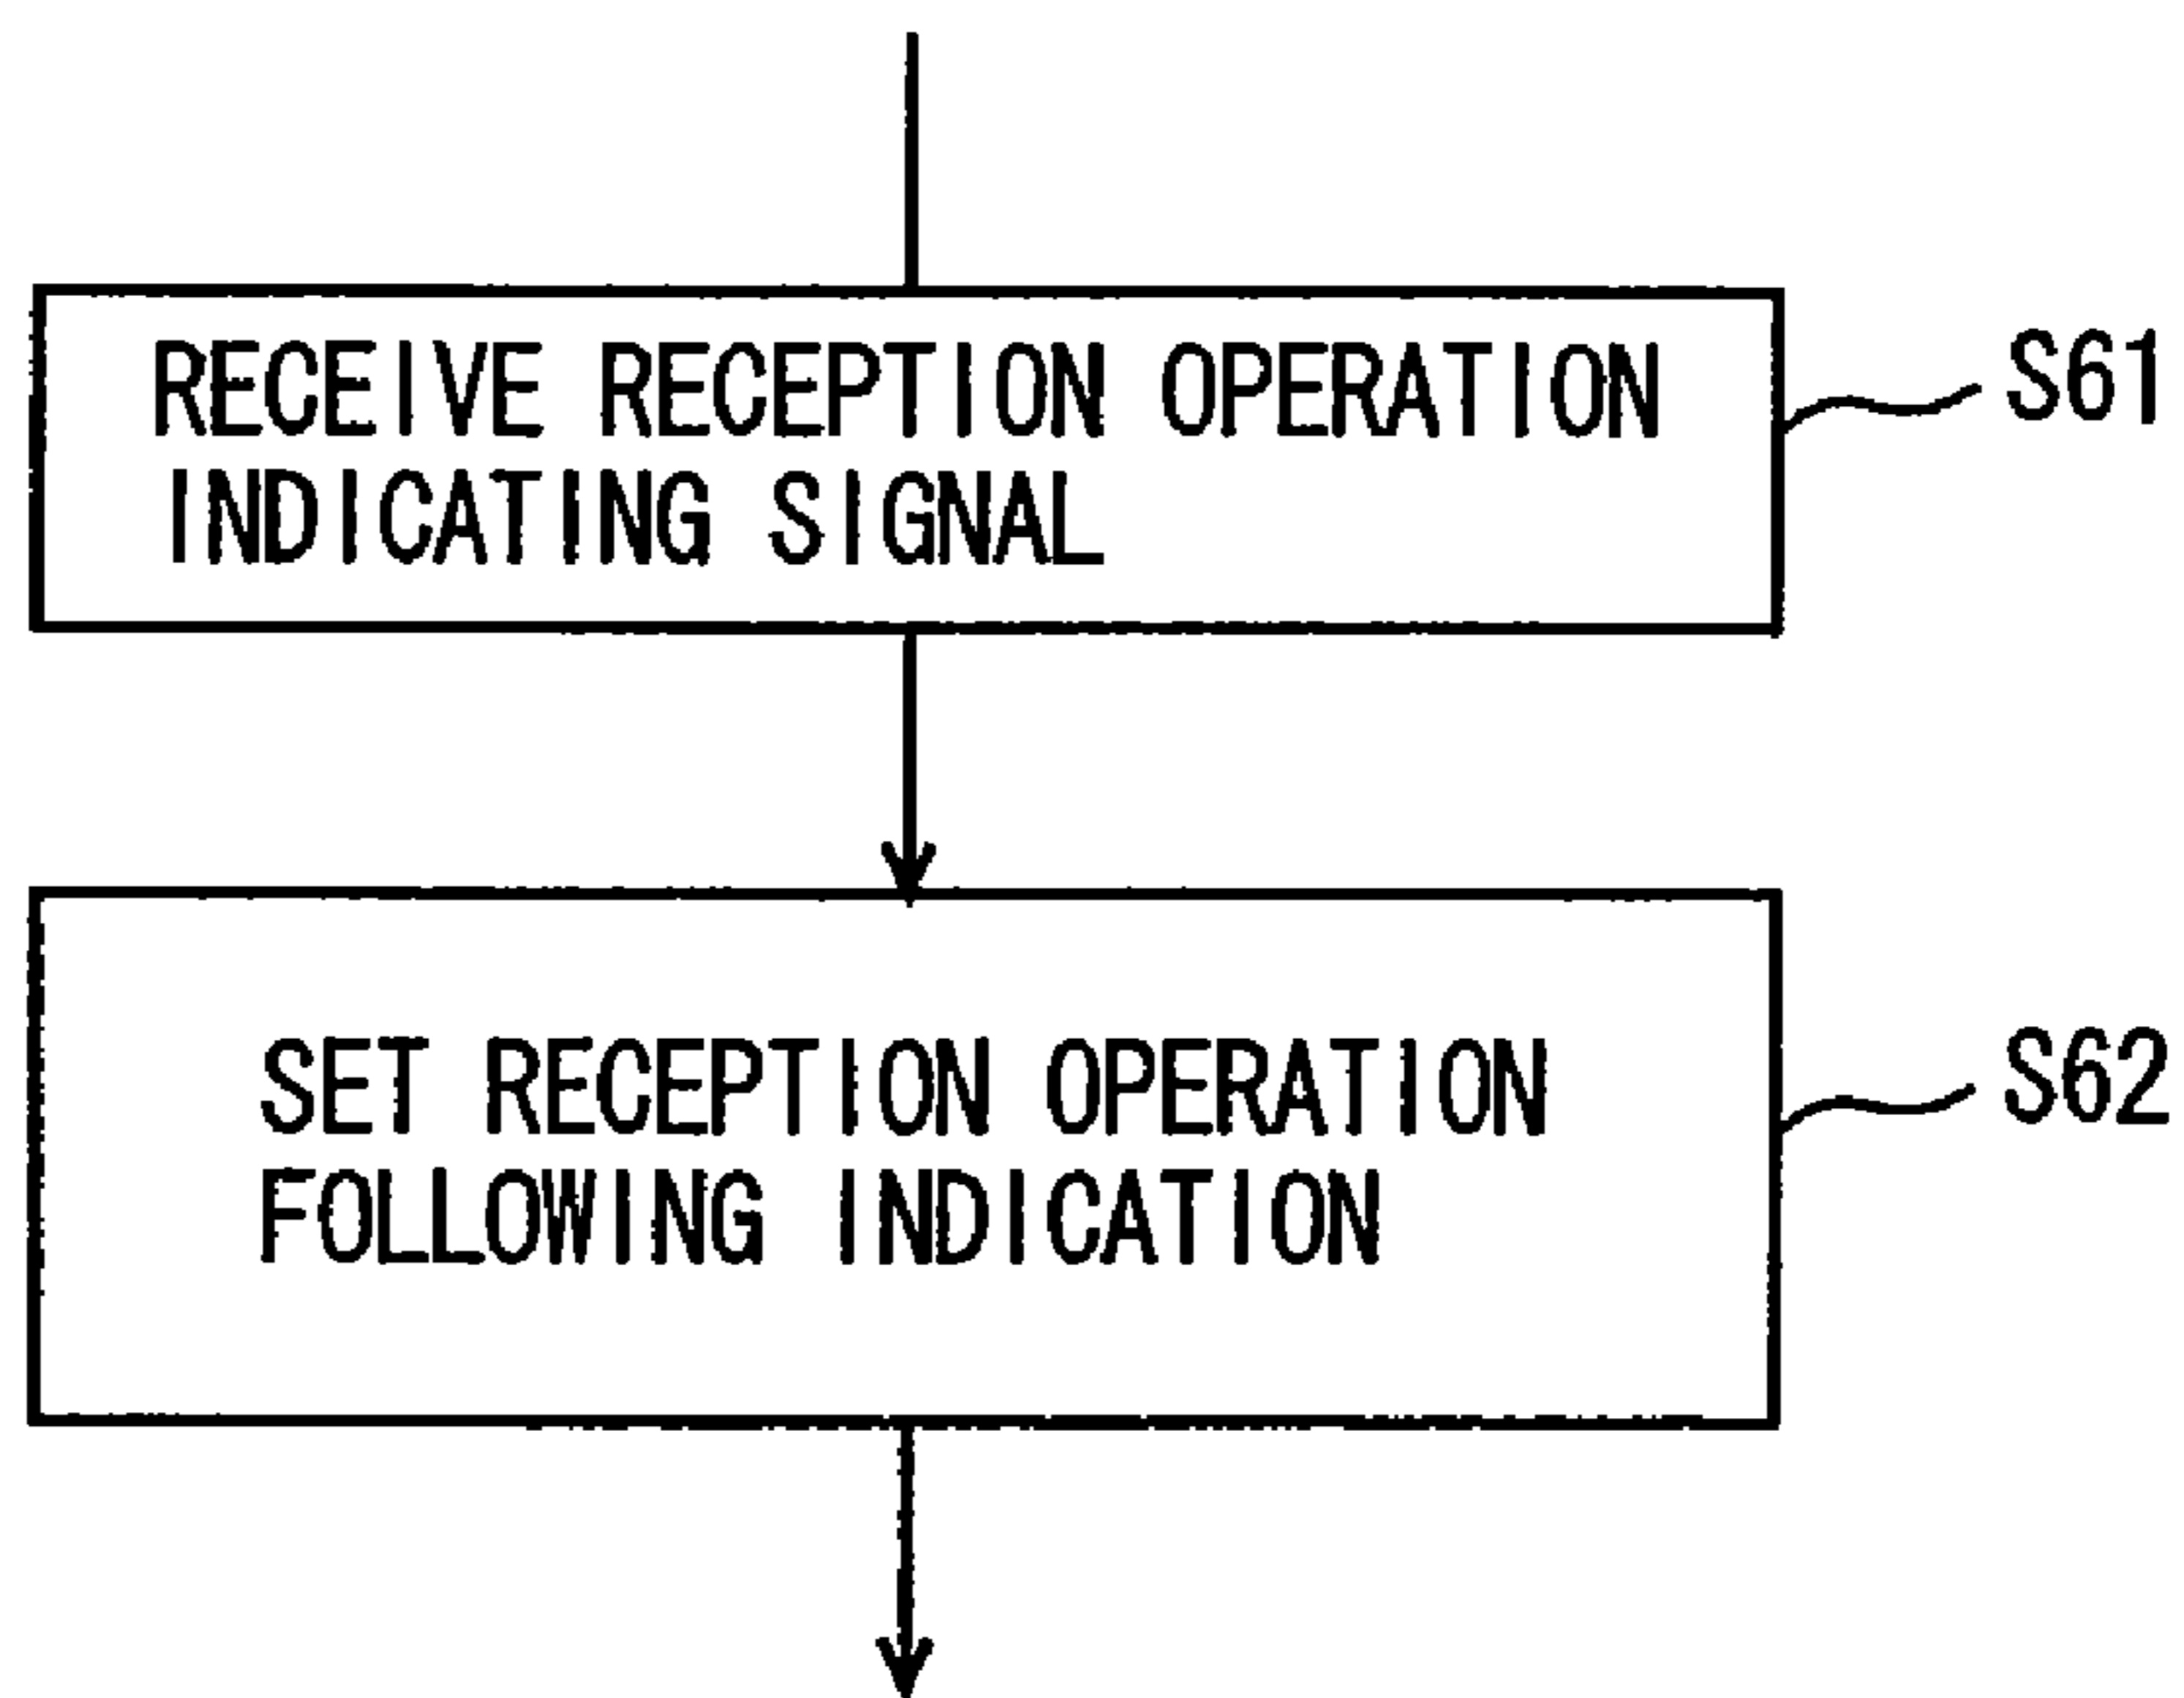 RECEIVE RECEPTION OPERATION
INDICATING SIGNAL
S61
SET RECEPTION OPERATION
FOLLOWING INDICATION
S62